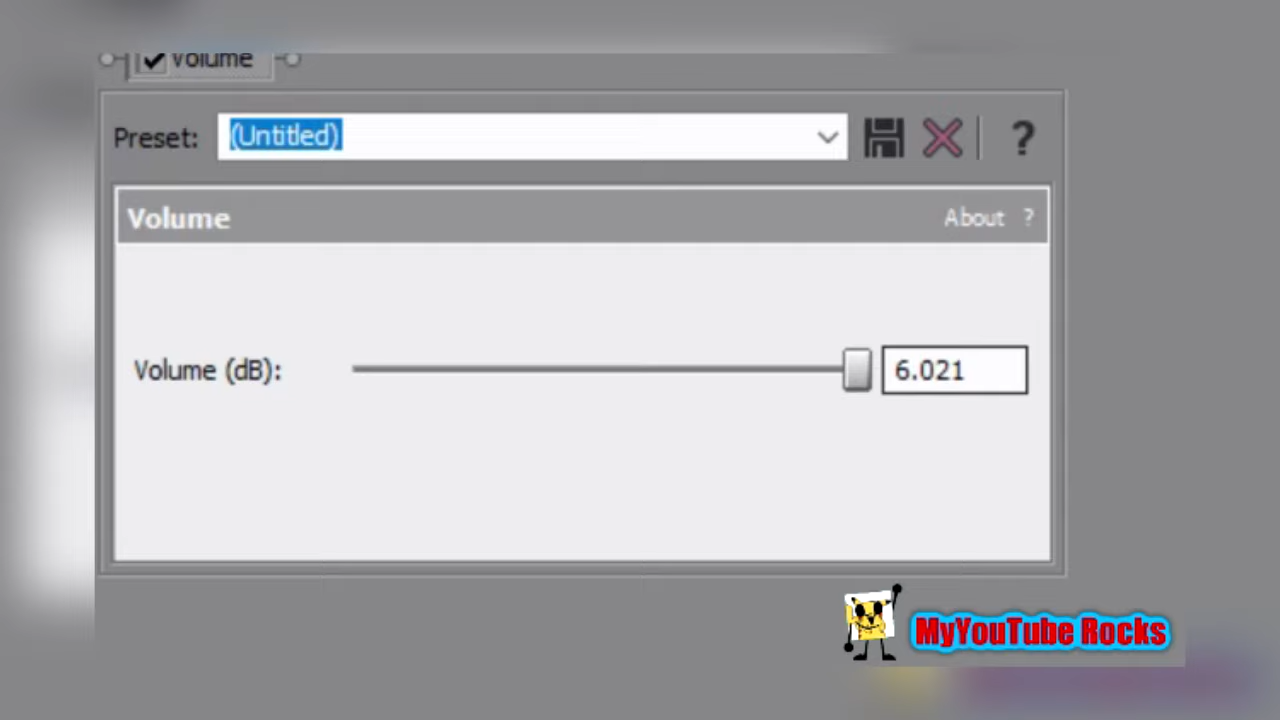 Volume
Preset: (Untitled) ?
Volume About ?
Volume (dB): 6.021
MyYouTube Rocks